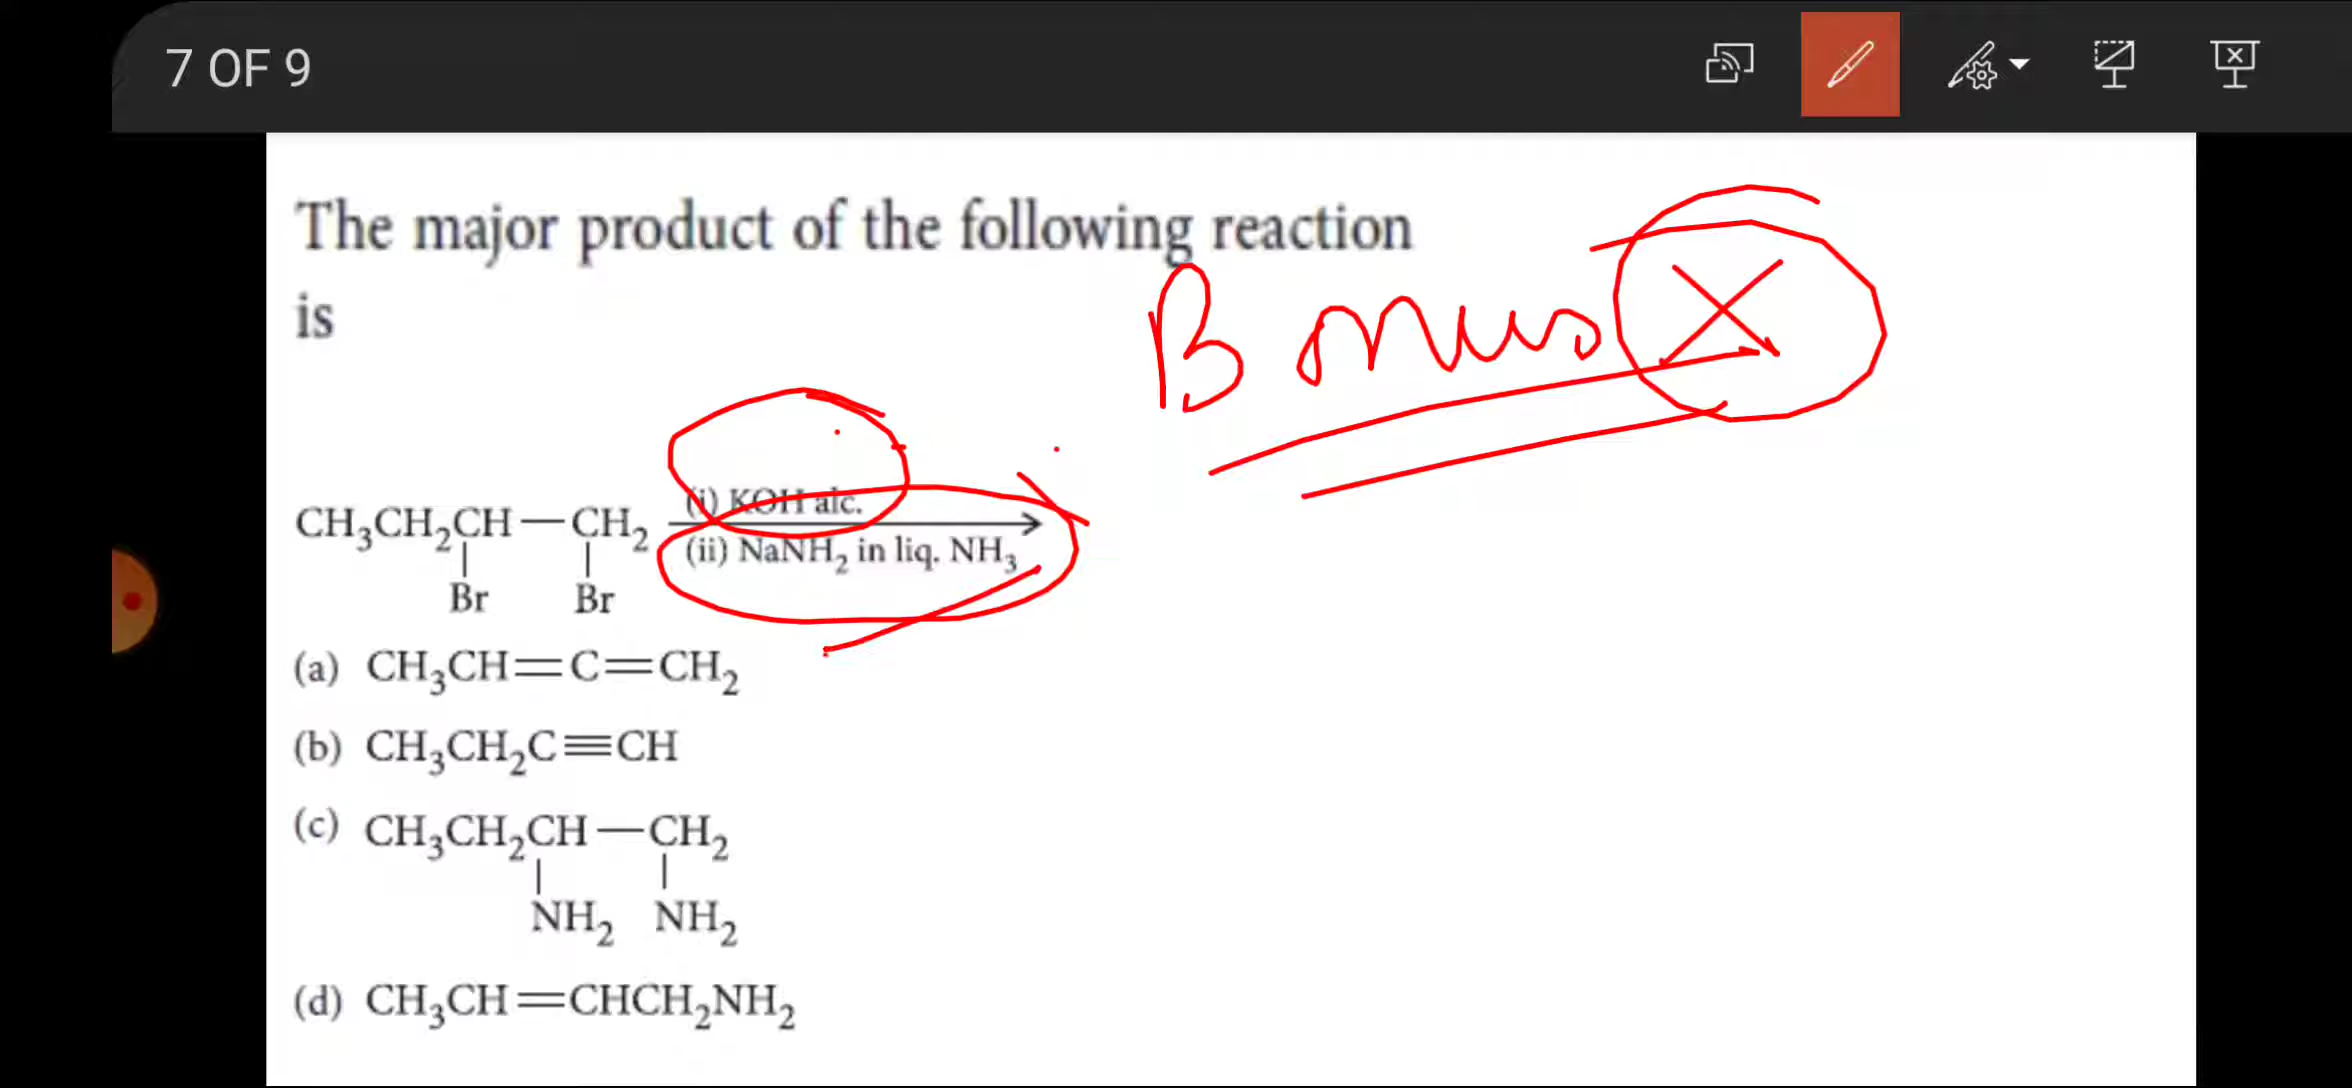 7 OF 9
The major product of the following reaction
is
Bonus
(i) KOH alc.
CH₃CH₂CH—CH₂
(ii) NaNH₂ in liq. NH₃
Br Br
(a) CH₃CH=C=CH₂
(b) CH₃CH₂C≡CH
(c) CH₃CH₂CH—CH₂
NH₂ NH₂
(d) CH₃CH=CHCH₂NH₂